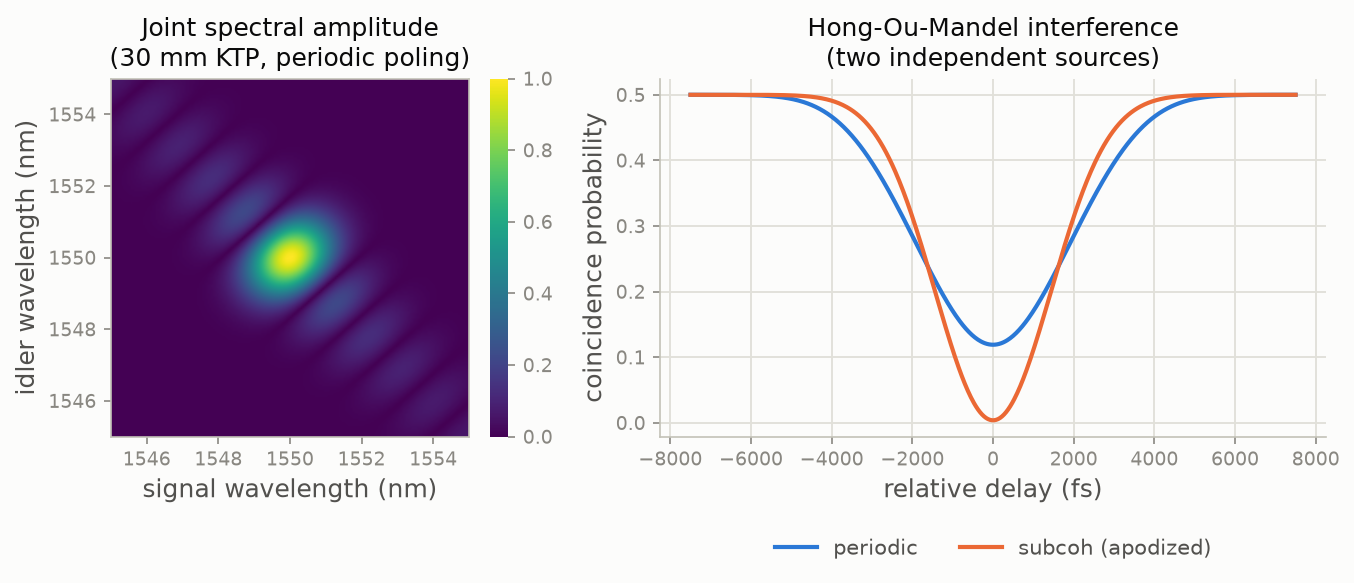 Joint spectral amplitude
(30 mm KTP, periodic poling)
idler wavelength (nm)
1554
1552
1550
1548
1546
1546 1548 1550 1552 1554
signal wavelength (nm)
1.0
0.8
0.6
0.4
0.2
0.0
Hong-Ou-Mandel interference
(two independent sources)
coincidence probability
0.5
0.4
0.3
0.2
0.1
0.0
−8000 −6000 −4000 −2000 0 2000 4000 6000 8000
relative delay (fs)
periodic subcoh (apodized)